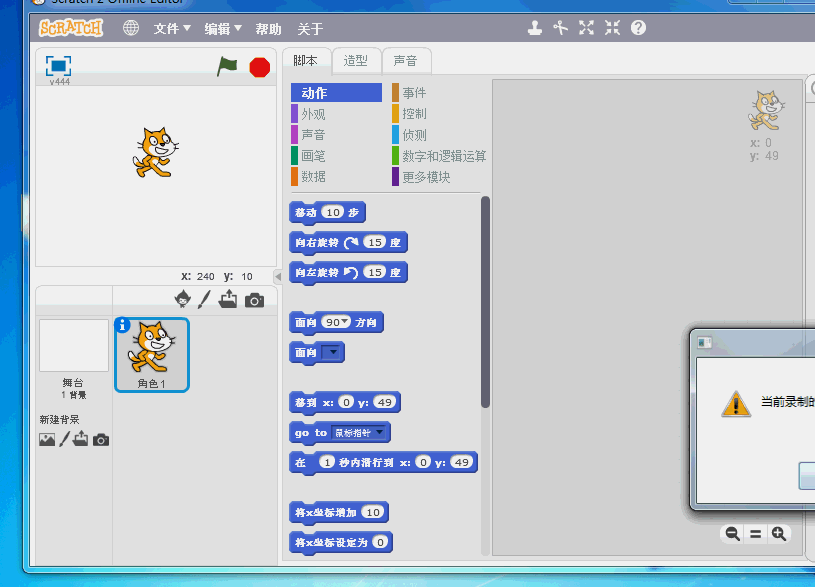 Scratch 2 Offline Editor
SCRATCH 文件 编辑 帮助 关于
v444
脚本 造型 声音
动作 事件
外观 控制
声音 侦测
画笔 数字和逻辑运算
数据 更多模块
x: 0
y: 49
移动 10 步
向右旋转 15 度
向左旋转 15 度
面向 90 方向
面向
移到 x: 0 y: 49
go to 鼠标指针
在 1 秒内滑行到 x: 0 y: 49
将x坐标增加 10
将x坐标设定为 0
x: 240 y: 10
角色1
舞台
1 背景
新建背景
当前录制的